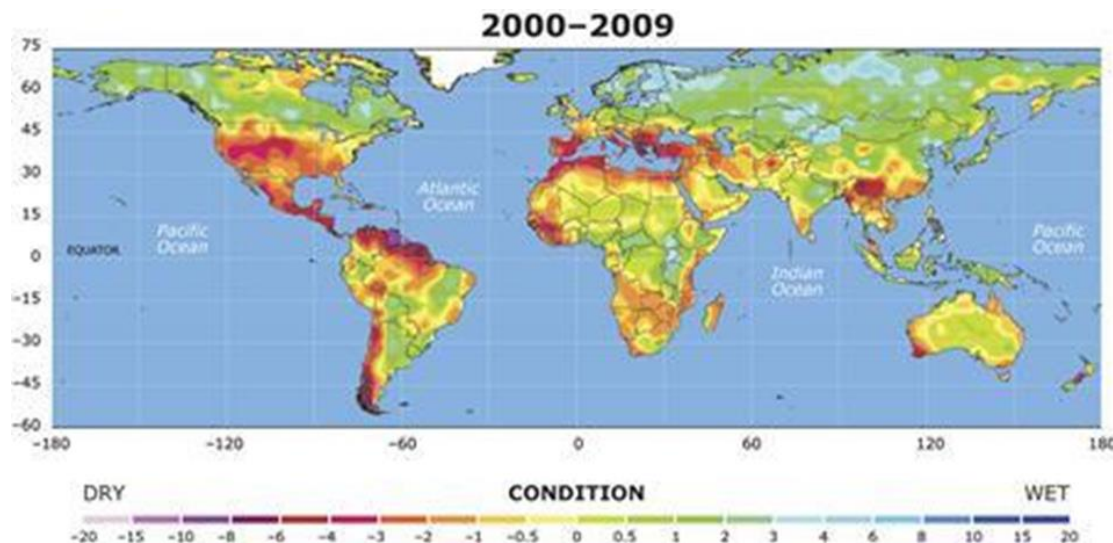 2000–2009
75
60
45
30
15
0
−15
−30
−45
−60
Atlantic
Ocean
Pacific
Ocean
EQUATOR
Indian
Ocean
Pacific
Ocean
−180 −120 −60 0 60 120 180
DRY CONDITION WET
−20 −15 −10 −8 −6 −4 −3 −2 −1 −0.5 0 0.5 1 2 3 4 6 8 10 15 20